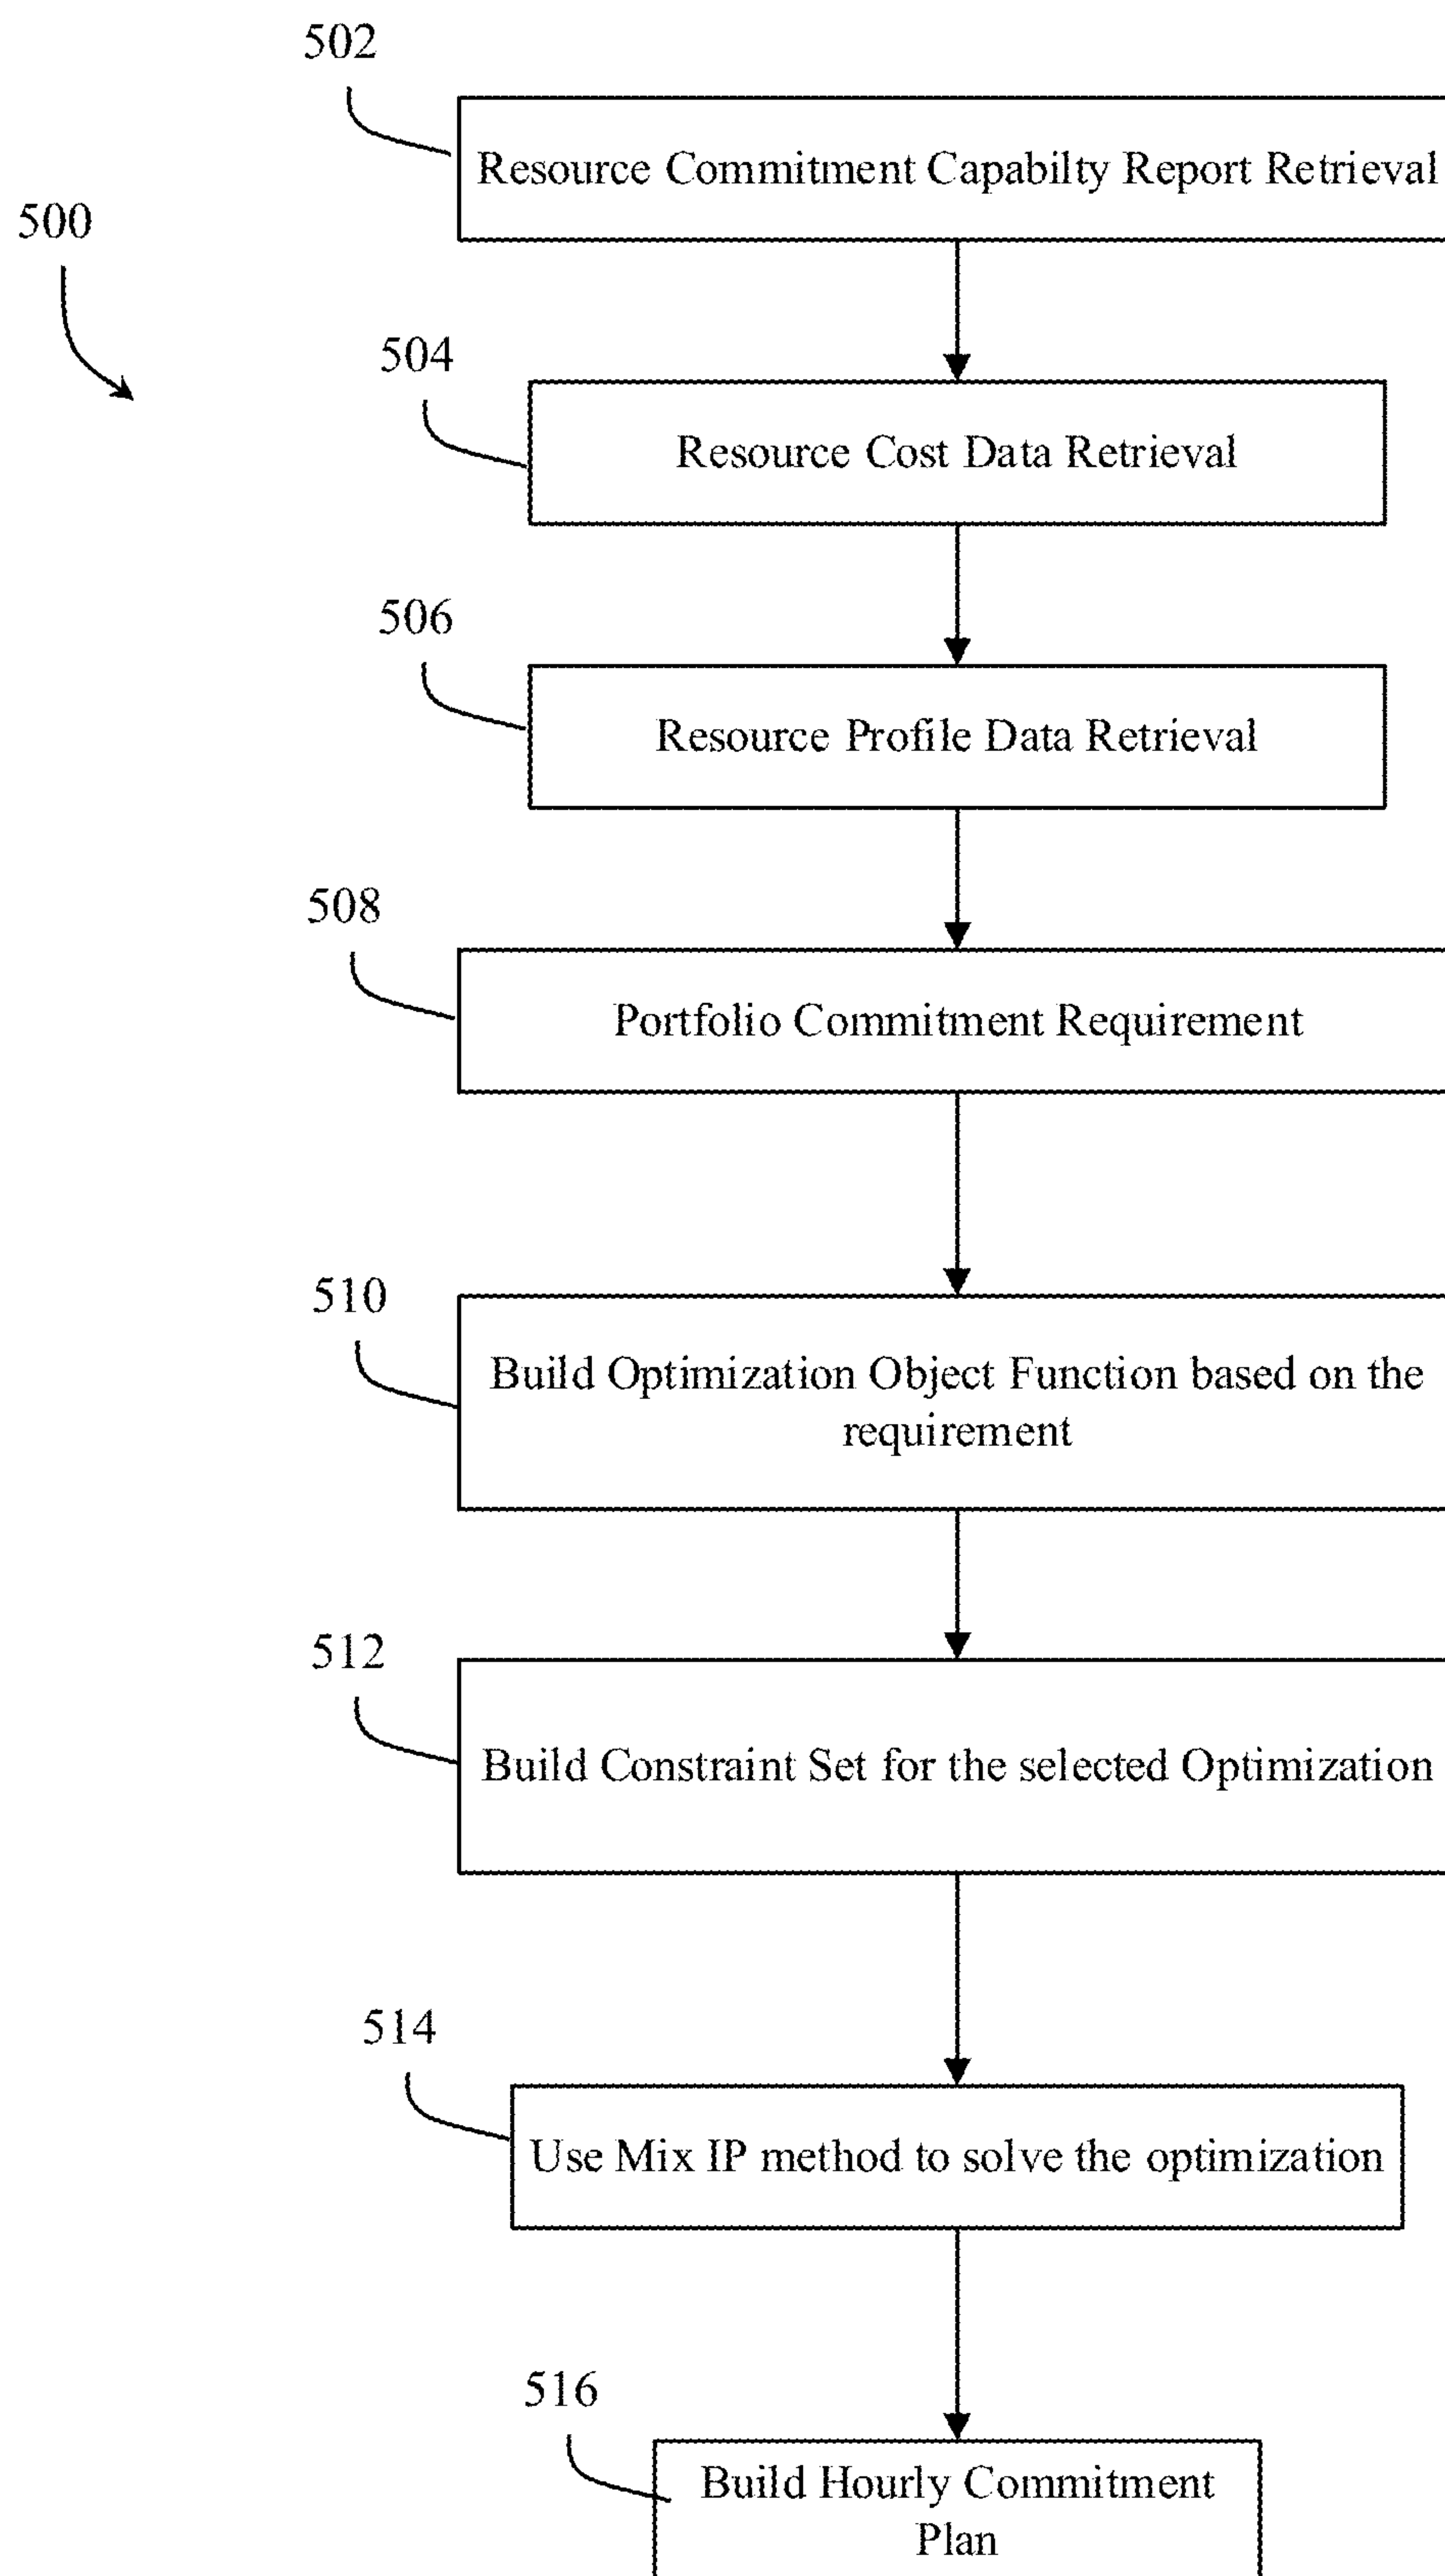 502
Resource Commitment Capabilty Report Retrieval
500
504
Resource Cost Data Retrieval
506
Resource Profile Data Retrieval
508
Portfolio Commitment Requirement
510
Build Optimization Object Function based on the
requirement
512
Build Constraint Set for the selected Optimization
514
Use Mix IP method to solve the optimization
516
Build Hourly Commitment
Plan